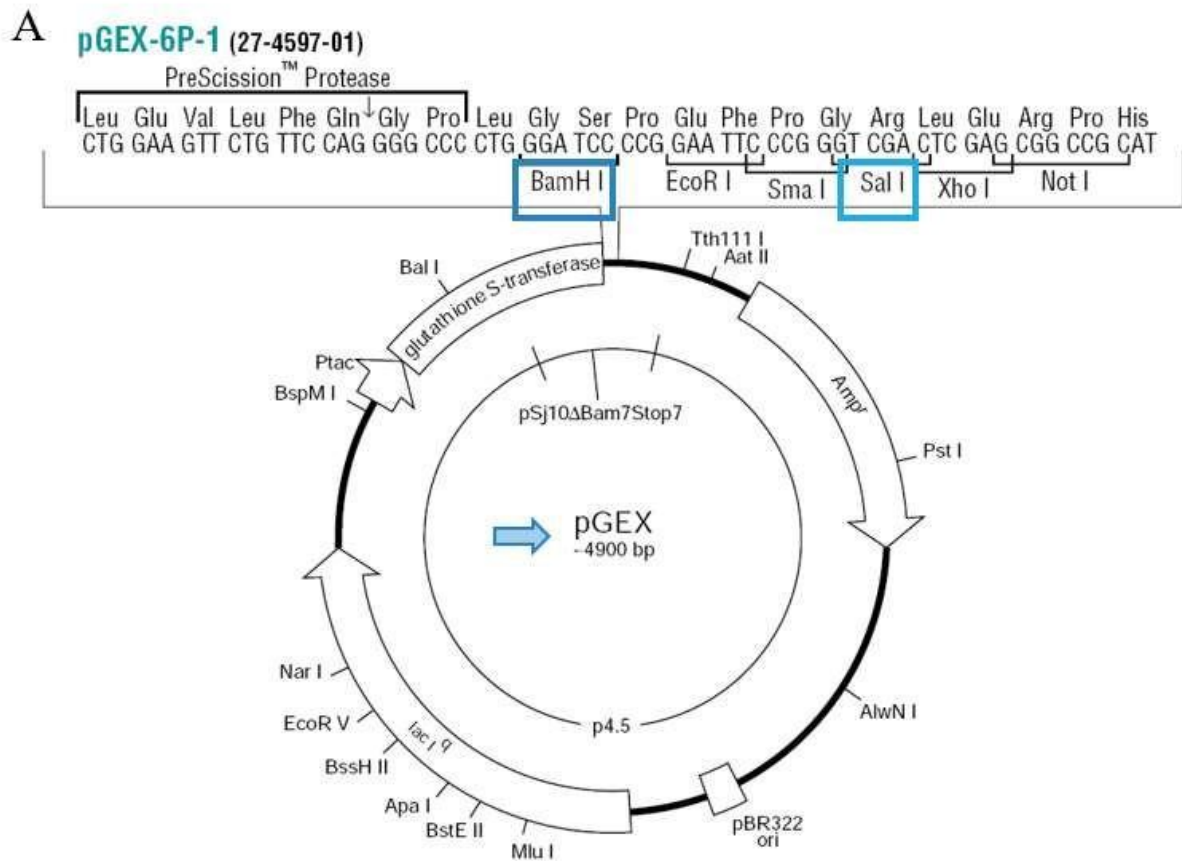 A
pGEX-6P-1 (27-4597-01)
PreScission™ Protease
Leu Glu Val Leu Phe Gln↓Gly Pro Leu Gly Ser Pro Glu Phe Pro Gly Arg Leu Glu Arg Pro His
CTG GAA GTT CTG TTC CAG GGG CCC CTG GGA TCC CCG GAA TTC CCG GGT CGA CTC GAG CGG CCG CAT
BamH I EcoR I Sma I Sal I Xho I Not I
Tth111 I
Aat II
Bal I
glutathione S-transferase
Ptac
BspM I
Ampr
pSj10ΔBam7Stop7
Pst I
pGEX
~4900 bp
Nar I
EcoR V
BssH II
Apa I
BstE II
Mlu I
lac Iq
p4.5
AlwN I
pBR322
ori